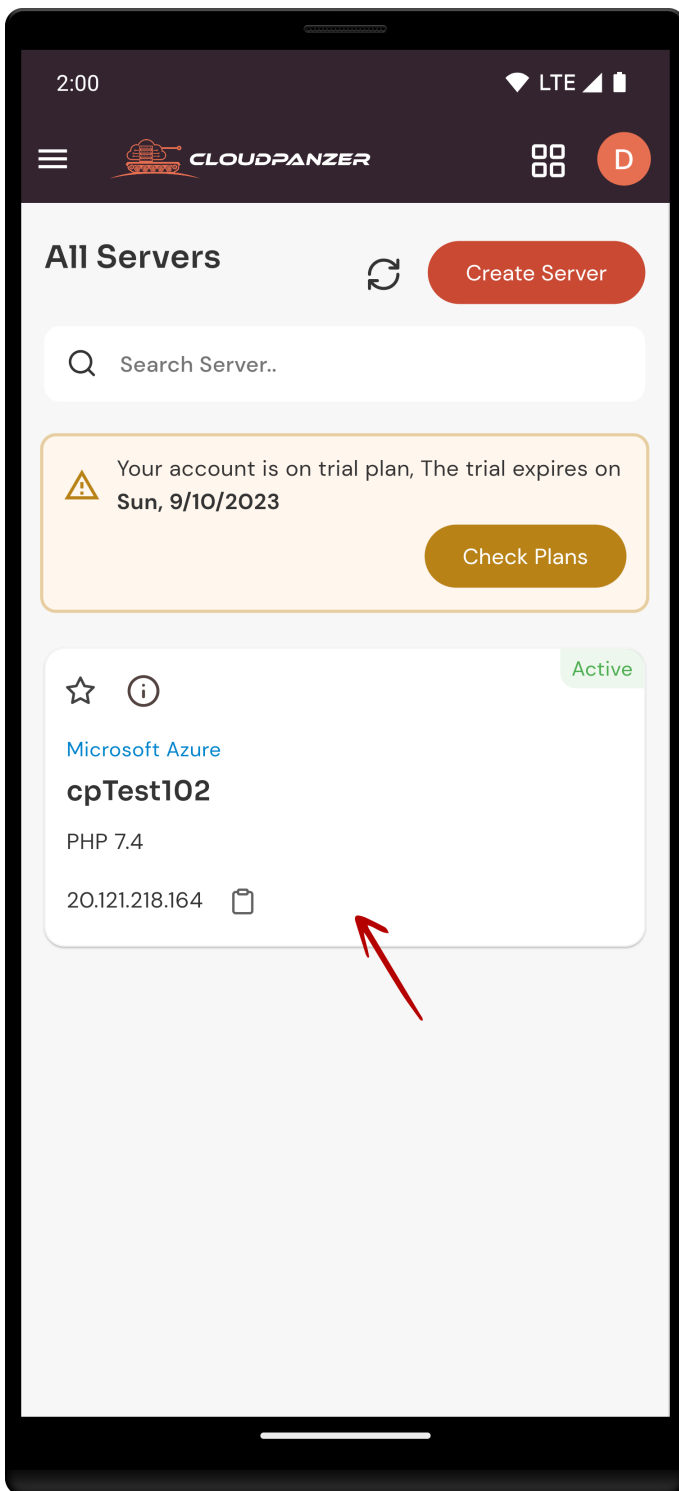 2:00
LTE
CLOUDPANZER
D
All Servers
Create Server
Search Server..
Your account is on trial plan, The trial expires on
Sun, 9/10/2023
Check Plans
Active
Microsoft Azure
cpTest102
PHP 7.4
20.121.218.164